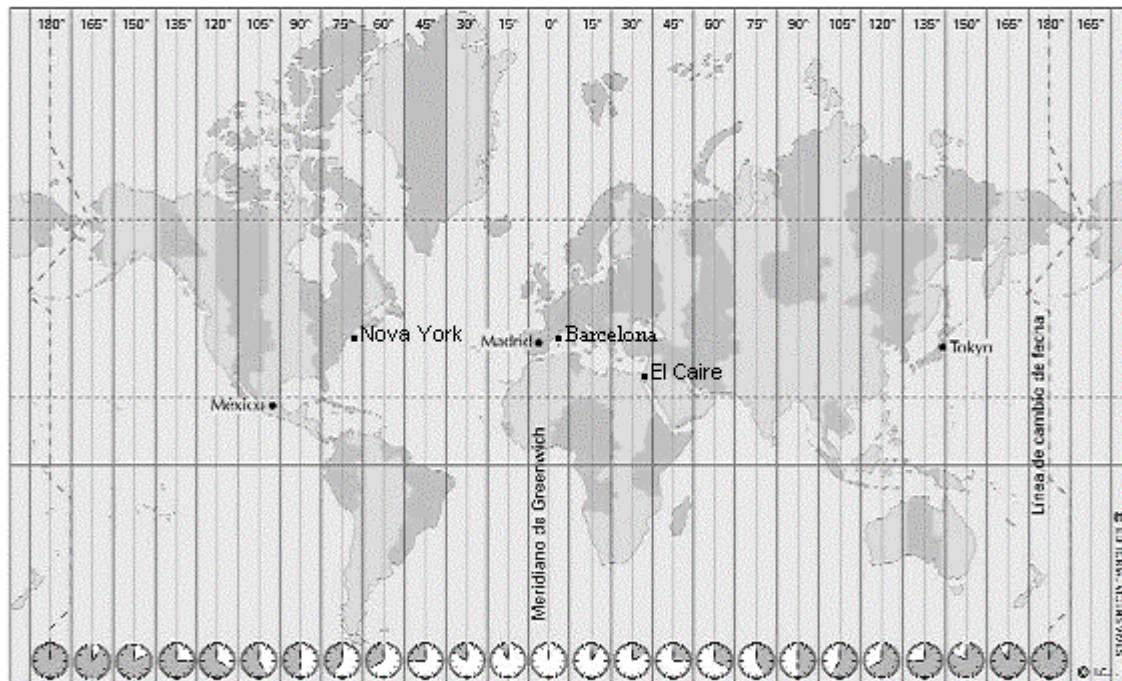 180° 165° 150° 135° 120° 105° 90° 75° 60° 45° 30° 15° 0° 15° 30° 45° 60° 75° 90° 105° 120° 135° 150° 165° 180° 165°
Nova York
Madrid
Barcelona
Tokyo
El Caire
México
Meridiano de Greenwich
Línea de cambio de fecha
©